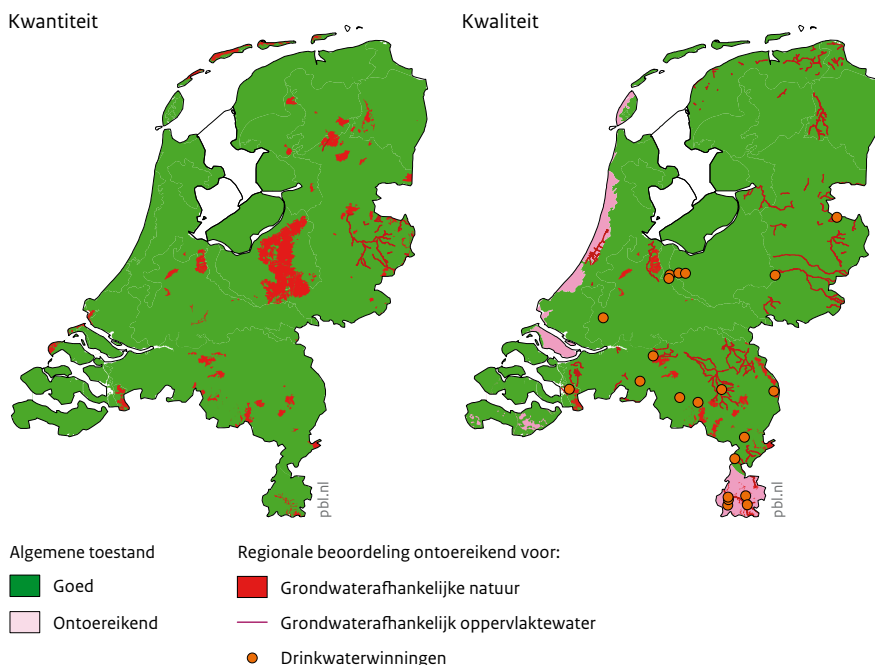 Kwantiteit
Kwaliteit
pbl.nl
pbl.nl
Algemene toestand
Goed
Ontoereikend
Regionale beoordeling ontoereikend voor:
Grondwaterafhankelijke natuur
Grondwaterafhankelijk oppervlaktewater
Drinkwaterwinningen